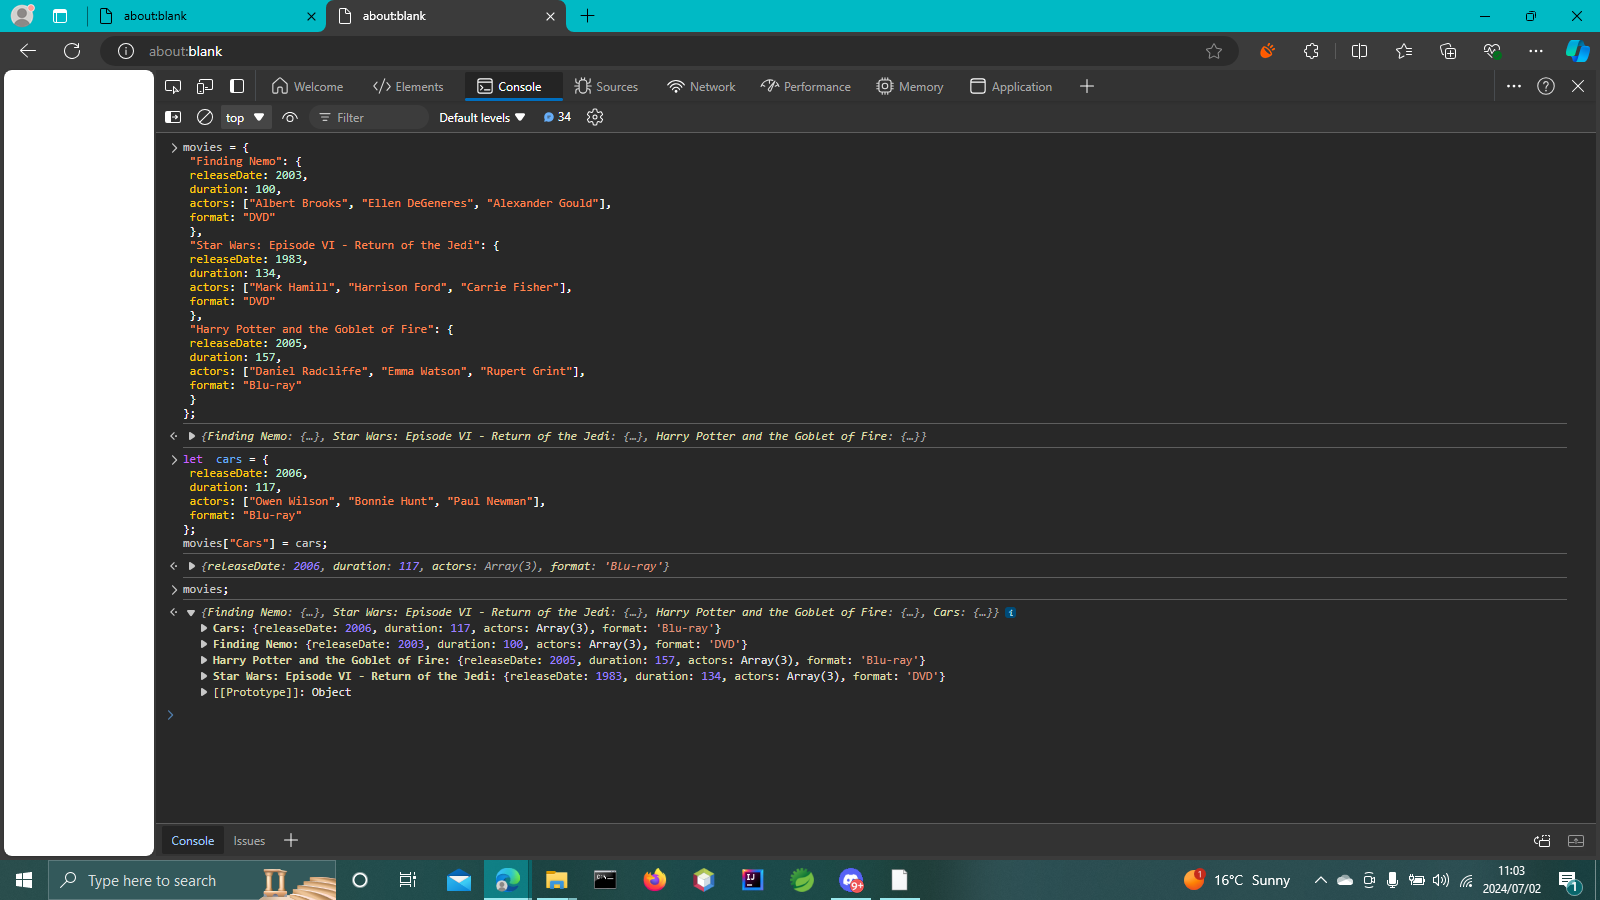 about:blank
about:blank
about:blank
Welcome
Elements
Console
Sources
Network
Performance
Memory
Application
top
Filter
Default levels
34
movies = {
"Finding Nemo": {
releaseDate: 2003,
duration: 100,
actors: ["Albert Brooks", "Ellen DeGeneres", "Alexander Gould"],
format: "DVD"
},
"Star Wars: Episode VI - Return of the Jedi": {
releaseDate: 1983,
duration: 134,
actors: ["Mark Hamill", "Harrison Ford", "Carrie Fisher"],
format: "DVD"
},
"Harry Potter and the Goblet of Fire": {
releaseDate: 2005,
duration: 157,
actors: ["Daniel Radcliffe", "Emma Watson", "Rupert Grint"],
format: "Blu-ray"
}
};
{Finding Nemo: {…}, Star Wars: Episode VI - Return of the Jedi: {…}, Harry Potter and the Goblet of Fire: {…}}
let  cars = {
releaseDate: 2006,
duration: 117,
actors: ["Owen Wilson", "Bonnie Hunt", "Paul Newman"],
format: "Blu-ray"
};
movies["Cars"] = cars;
{releaseDate: 2006, duration: 117, actors: Array(3), format: 'Blu-ray'}
movies;
{Finding Nemo: {…}, Star Wars: Episode VI - Return of the Jedi: {…}, Harry Potter and the Goblet of Fire: {…}, Cars: {…}} i
Cars: {releaseDate: 2006, duration: 117, actors: Array(3), format: 'Blu-ray'}
Finding Nemo: {releaseDate: 2003, duration: 100, actors: Array(3), format: 'DVD'}
Harry Potter and the Goblet of Fire: {releaseDate: 2005, duration: 157, actors: Array(3), format: 'Blu-ray'}
Star Wars: Episode VI - Return of the Jedi: {releaseDate: 1983, duration: 134, actors: Array(3), format: 'DVD'}
[[Prototype]]: Object
Console
Issues
Type here to search
9+
1
16°C Sunny
11:03
2024/07/02
1